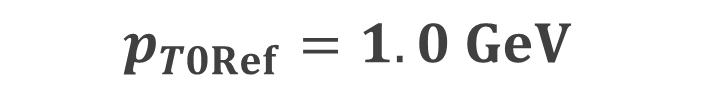 p_{T0Ref} = 1.0 GeV